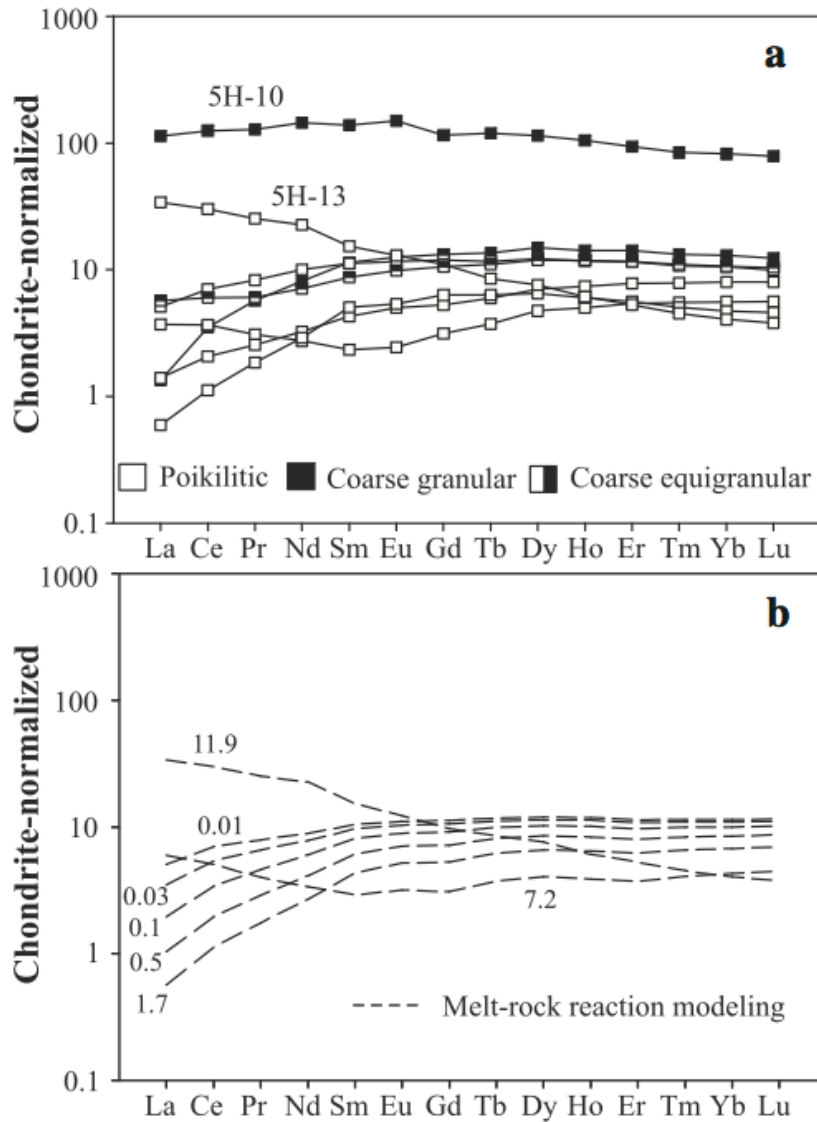 1000
a
5H-10
100
5H-13
10
1
Poikilitic Coarse granular Coarse equigranular
0.1
La Ce Pr Nd Sm Eu Gd Tb Dy Ho Er Tm Yb Lu
Chondrite-normalized
1000
b
100
11.9
10
0.01
0.03
7.2
0.1
1
0.5
1.7
Melt-rock reaction modeling
0.1
La Ce Pr Nd Sm Eu Gd Tb Dy Ho Er Tm Yb Lu
Chondrite-normalized